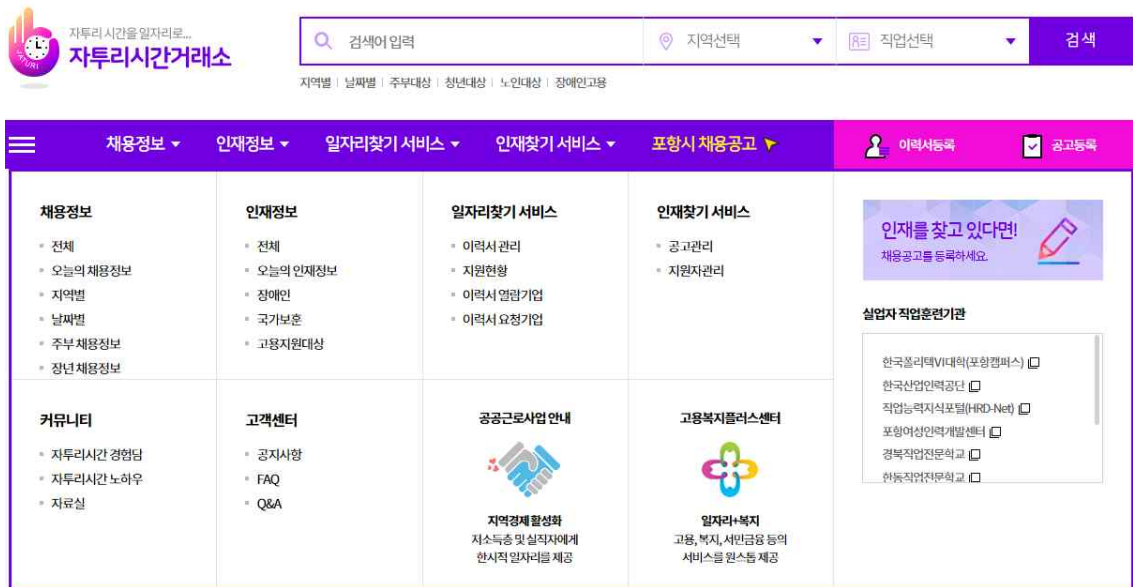 자투리 시간을 일자리로...
자투리시간거래소
JATURI
검색어 입력
지역선택
직업선택
검색
지역별 | 날짜별 | 주부대상 | 청년대상 | 노인대상 | 장애인고용
채용정보
인재정보
일자리찾기 서비스
인재찾기 서비스
포항시 채용공고
이력서등록
공고등록
채용정보
전체
오늘의 채용정보
지역별
날짜별
주부 채용정보
장년 채용정보
인재정보
전체
오늘의 인재정보
장애인
국가보훈
고용지원대상
일자리찾기 서비스
이력서 관리
지원현황
이력서 열람기업
이력서 요청기업
인재찾기 서비스
공고관리
지원자관리
인재를 찾고 있다면!
채용공고를 등록하세요.
실업자 직업훈련기관
한국폴리텍VI대학(포항캠퍼스)
한국산업인력공단
직업능력지식포털(HRD-Net)
포항여성인력개발센터
경북직업전문학교
한동직업전문학교
커뮤니티
자투리시간 경험담
자투리시간 노하우
자료실
고객센터
공지사항
FAQ
Q&A
공공근로사업 안내
지역경제 활성화
저소득층 및 실직자에게
한시적 일자리를 제공
고용복지플러스센터
일자리+복지
고용, 복지, 서민금융 등의
서비스를 원스톱 제공